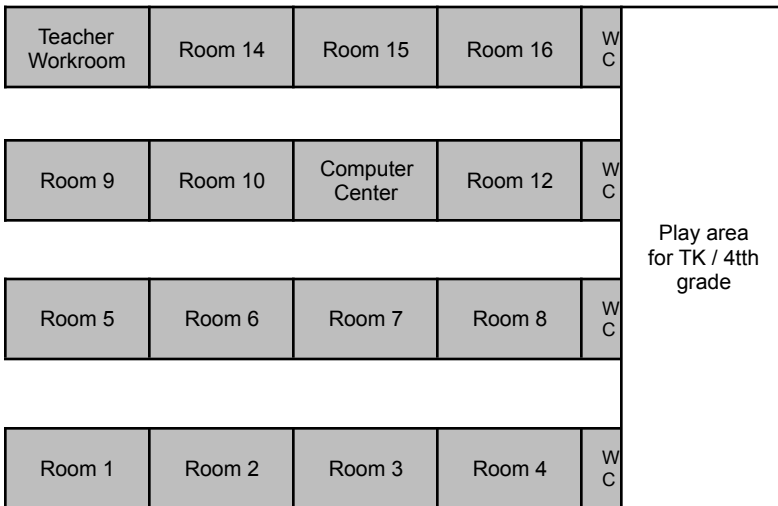 Teacher
Workroom
Room 14
Room 15
Room 16
W
C
Room 9
Room 10
Computer
Center
Room 12
W
C
Play area
for TK / 4tth
grade
Room 5
Room 6
Room 7
Room 8
W
C
Room 1
Room 2
Room 3
Room 4
W
C